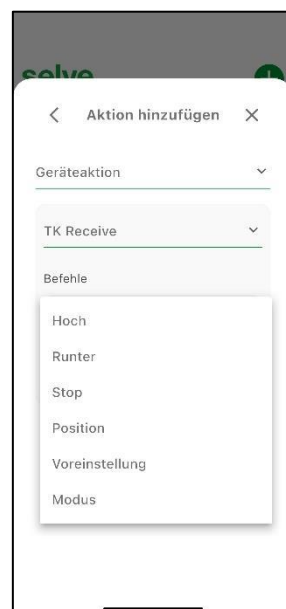 selve
Aktion hinzufügen
Geräteaktion
TK Receive
Befehle
Hoch
Runter
Stop
Position
Voreinstellung
Modus